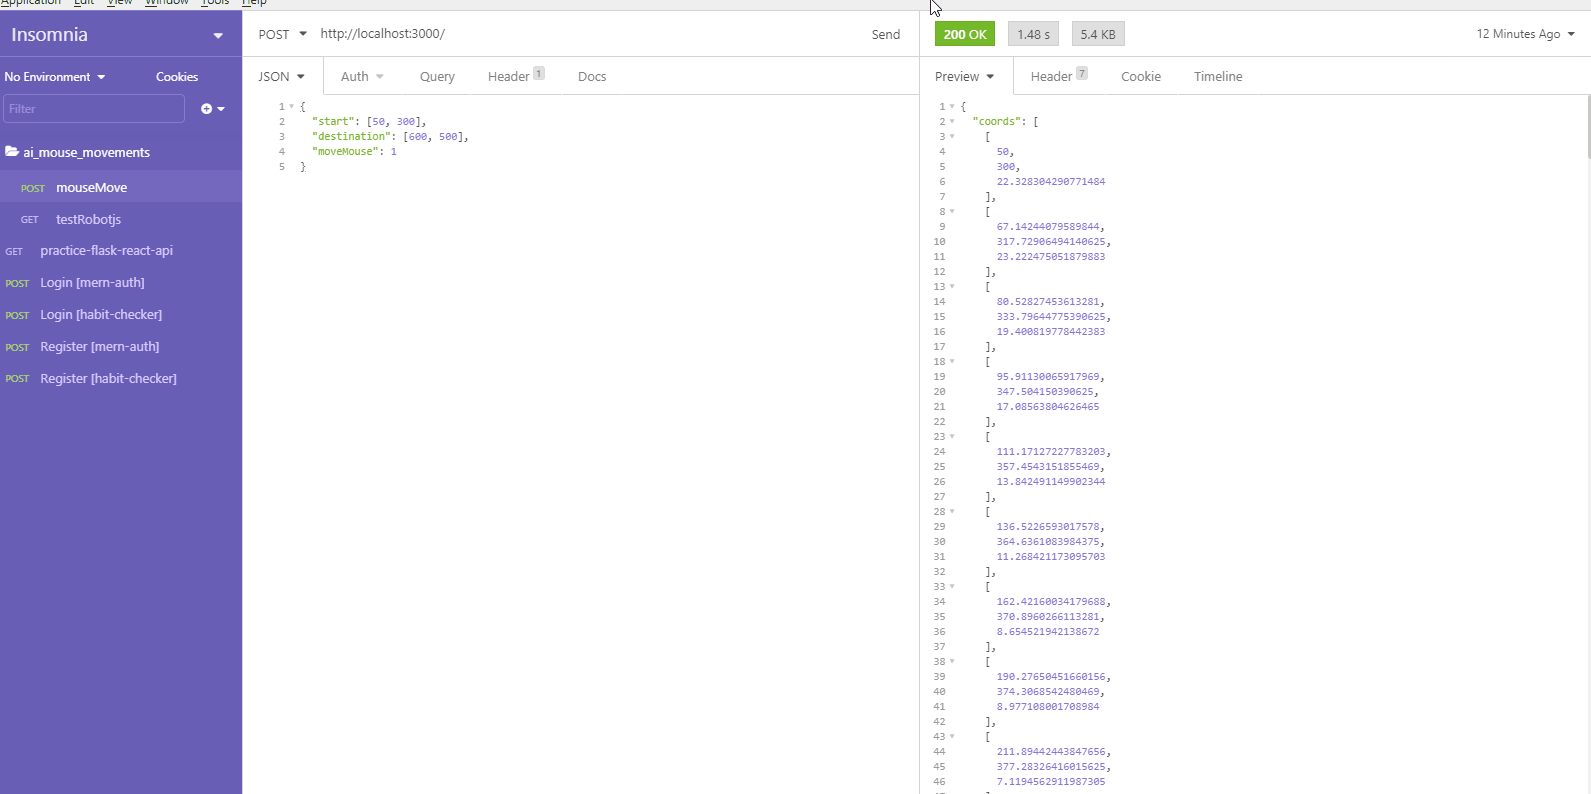 Application Edit View Window Tools Help
Insomnia
No Environment Cookies
Filter
ai_mouse_movements
POST mouseMove
GET testRobotjs
GET practice-flask-react-api
POST Login [mern-auth]
POST Login [habit-checker]
POST Register [mern-auth]
POST Register [habit-checker]
POST http://localhost:3000/ Send
JSON Auth Query Header 1 Docs
1 {
2 "start": [50, 300],
3 "destination": [600, 500],
4 "moveMouse": 1
5 }
200 OK 1.48 s 5.4 KB 12 Minutes Ago
Preview Header 7 Cookie Timeline
1 {
2 "coords": [
3 [
4 50,
5 300,
6 22.328304290771484
7 ],
8 [
9 67.14244079589844,
10 317.72906494140625,
11 23.222475051879883
12 ],
13 [
14 80.52827453613281,
15 333.79644775390625,
16 19.400819778442383
17 ],
18 [
19 95.91130065917969,
20 347.504150390625,
21 17.08563804626465
22 ],
23 [
24 111.17127227783203,
25 357.4543151855469,
26 13.842491149902344
27 ],
28 [
29 136.5226593017578,
30 364.6361083984375,
31 11.268421173095703
32 ],
33 [
34 162.42160034179688,
35 370.8960266113281,
36 8.654521942138672
37 ],
38 [
39 190.27650451660156,
40 374.3068542480469,
41 8.977108001708984
42 ],
43 [
44 211.89442443847656,
45 377.28326416015625,
46 7.1194562911987305